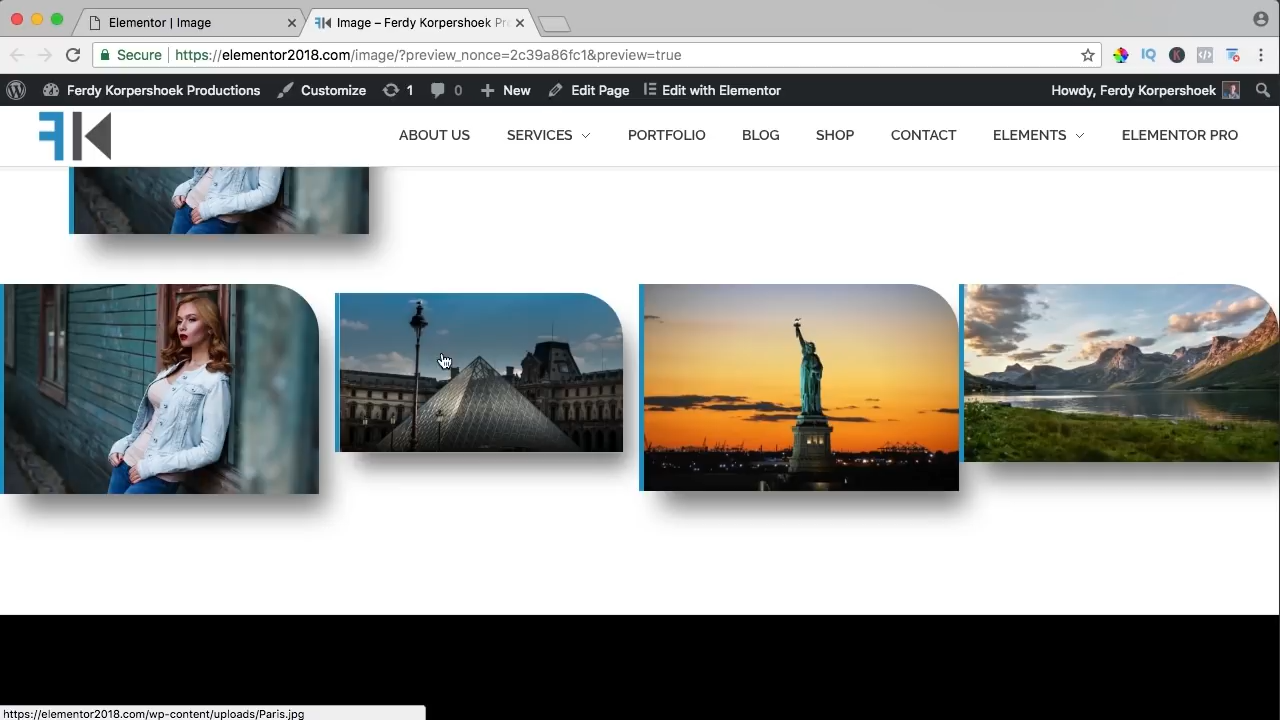 Elementor | Image
Image – Ferdy Korpershoek Pr
Secure
https://elementor2018.com/image/?preview_nonce=2c39a86fc1&preview=true
IQ
K
Ferdy Korpershoek Productions
Customize
1
0
New
Edit Page
Edit with Elementor
Howdy, Ferdy Korpershoek
FK
ABOUT US
SERVICES
PORTFOLIO
BLOG
SHOP
CONTACT
ELEMENTS
ELEMENTOR PRO
https://elementor2018.com/wp-content/uploads/Paris.jpg